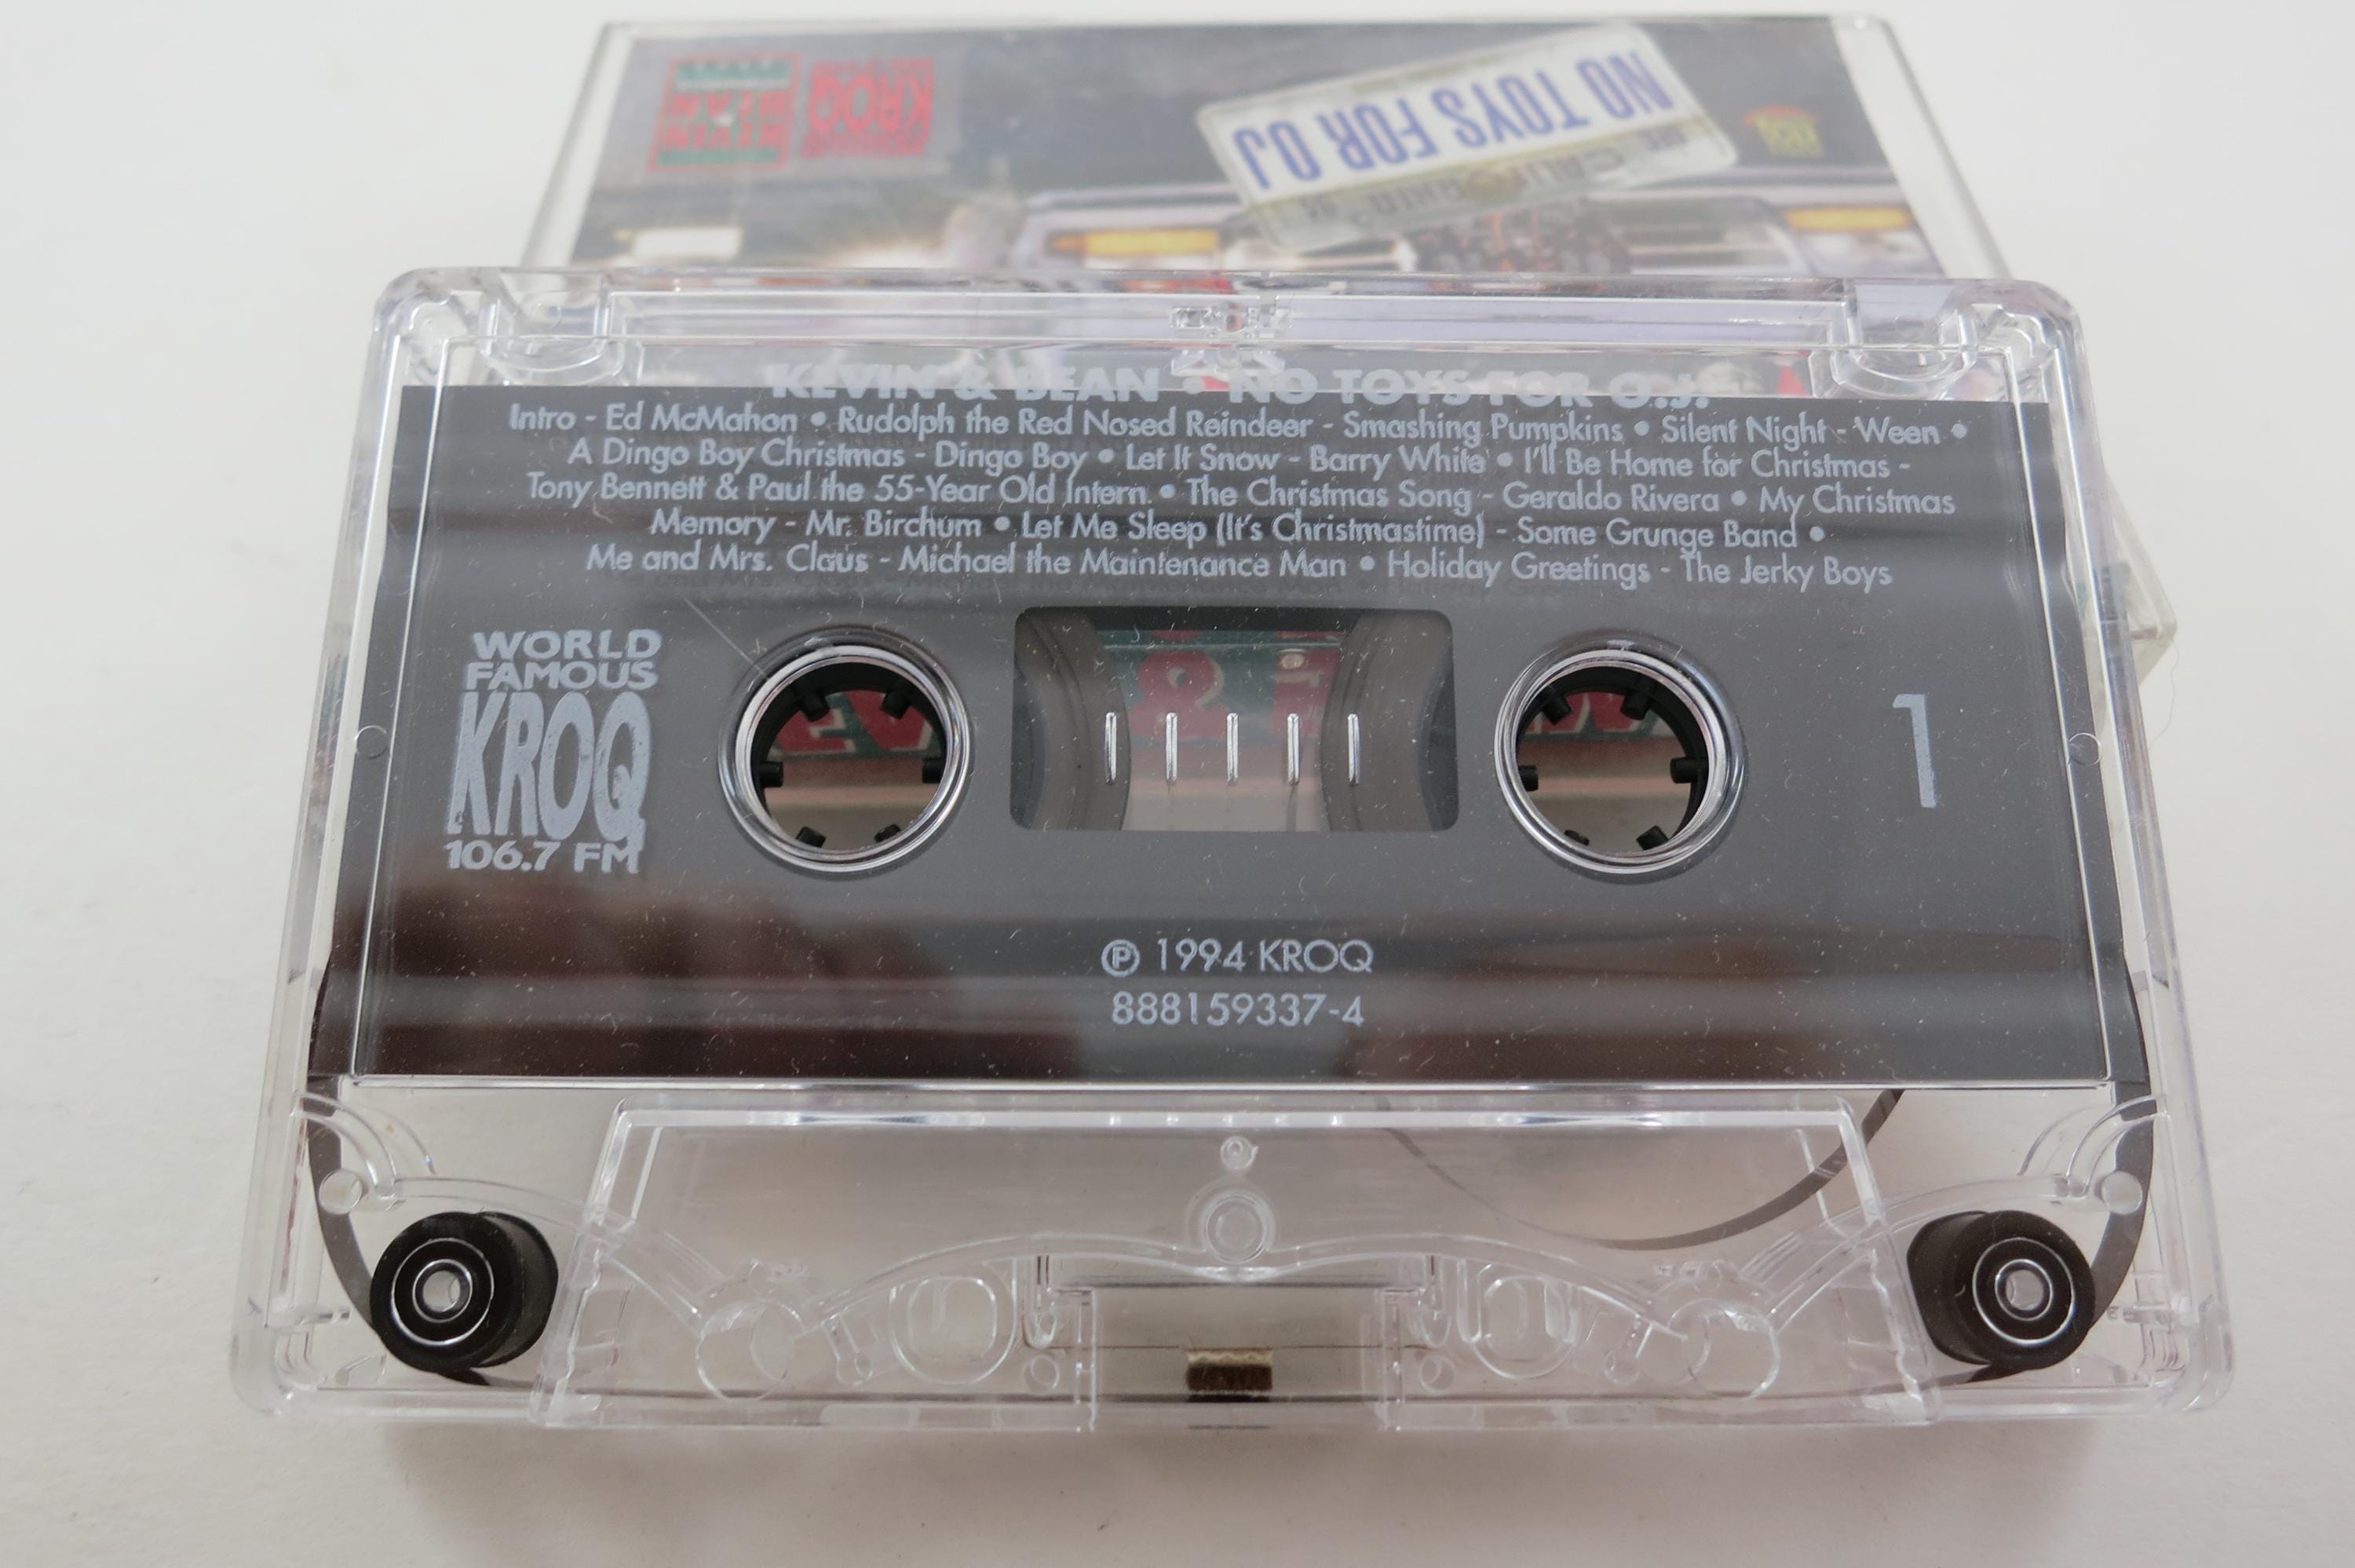 KEVIN BEAN
KROQ
NO TOYS FOR OJ
CALIFORNIA
KEVIN & BEAN • NO TOYS FOR O.J.
Intro - Ed McMahon • Rudolph the Red Nosed Reindeer - Smashing Pumpkins • Silent Night - Ween •
A Dingo Boy Christmas - Dingo Boy • Let It Snow - Barry White • I'll Be Home for Christmas -
Tony Bennett & Paul the 55-Year Old Intern • The Christmas Song - Geraldo Rivera • My Christmas
Memory - Mr. Birchum • Let Me Sleep (It's Christmastime) - Some Grunge Band •
Me and Mrs. Claus - Michael the Maintenance Man • Holiday Greetings - The Jerky Boys
WORLD
FAMOUS
KROQ
106.7 FM
&
1
℗ 1994 KROQ
888159337-4